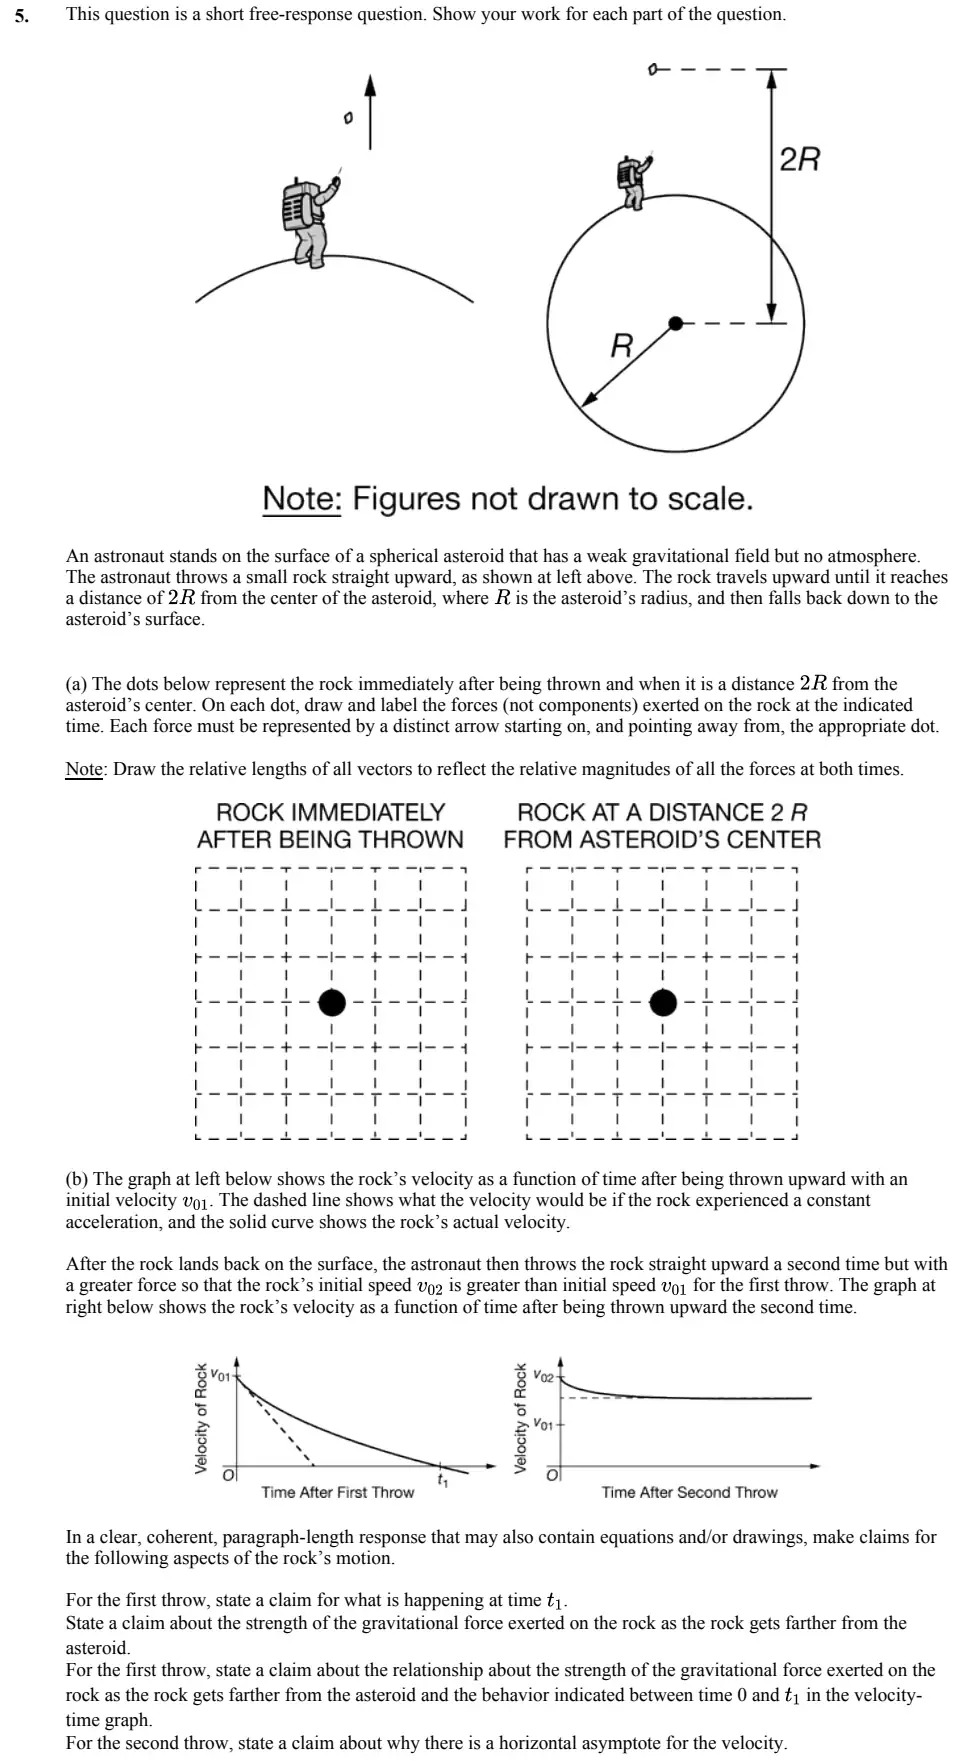 5. This question is a short free-response question. Show your work for each part of the question.
2R
R
Note: Figures not drawn to scale.
An astronaut stands on the surface of a spherical asteroid that has a weak gravitational field but no atmosphere.
The astronaut throws a small rock straight upward, as shown at left above. The rock travels upward until it reaches
a distance of 2R from the center of the asteroid, where R is the asteroid's radius, and then falls back down to the
asteroid's surface.
(a) The dots below represent the rock immediately after being thrown and when it is a distance 2R from the
asteroid's center. On each dot, draw and label the forces (not components) exerted on the rock at the indicated
time. Each force must be represented by a distinct arrow starting on, and pointing away from, the appropriate dot.
Note: Draw the relative lengths of all vectors to reflect the relative magnitudes of all the forces at both times.
ROCK IMMEDIATELY
AFTER BEING THROWN
ROCK AT A DISTANCE 2 R
FROM ASTEROID'S CENTER
(b) The graph at left below shows the rock's velocity as a function of time after being thrown upward with an
initial velocity v01. The dashed line shows what the velocity would be if the rock experienced a constant
acceleration, and the solid curve shows the rock's actual velocity.
After the rock lands back on the surface, the astronaut then throws the rock straight upward a second time but with
a greater force so that the rock's initial speed v02 is greater than initial speed v01 for the first throw. The graph at
right below shows the rock's velocity as a function of time after being thrown upward the second time.
Velocity of Rock
v01
O
t1
Time After First Throw
Velocity of Rock
v02
v01
O
Time After Second Throw
In a clear, coherent, paragraph-length response that may also contain equations and/or drawings, make claims for
the following aspects of the rock's motion.
For the first throw, state a claim for what is happening at time t1.
State a claim about the strength of the gravitational force exerted on the rock as the rock gets farther from the
asteroid.
For the first throw, state a claim about the relationship about the strength of the gravitational force exerted on the
rock as the rock gets farther from the asteroid and the behavior indicated between time 0 and t1 in the velocity-
time graph.
For the second throw, state a claim about why there is a horizontal asymptote for the velocity.